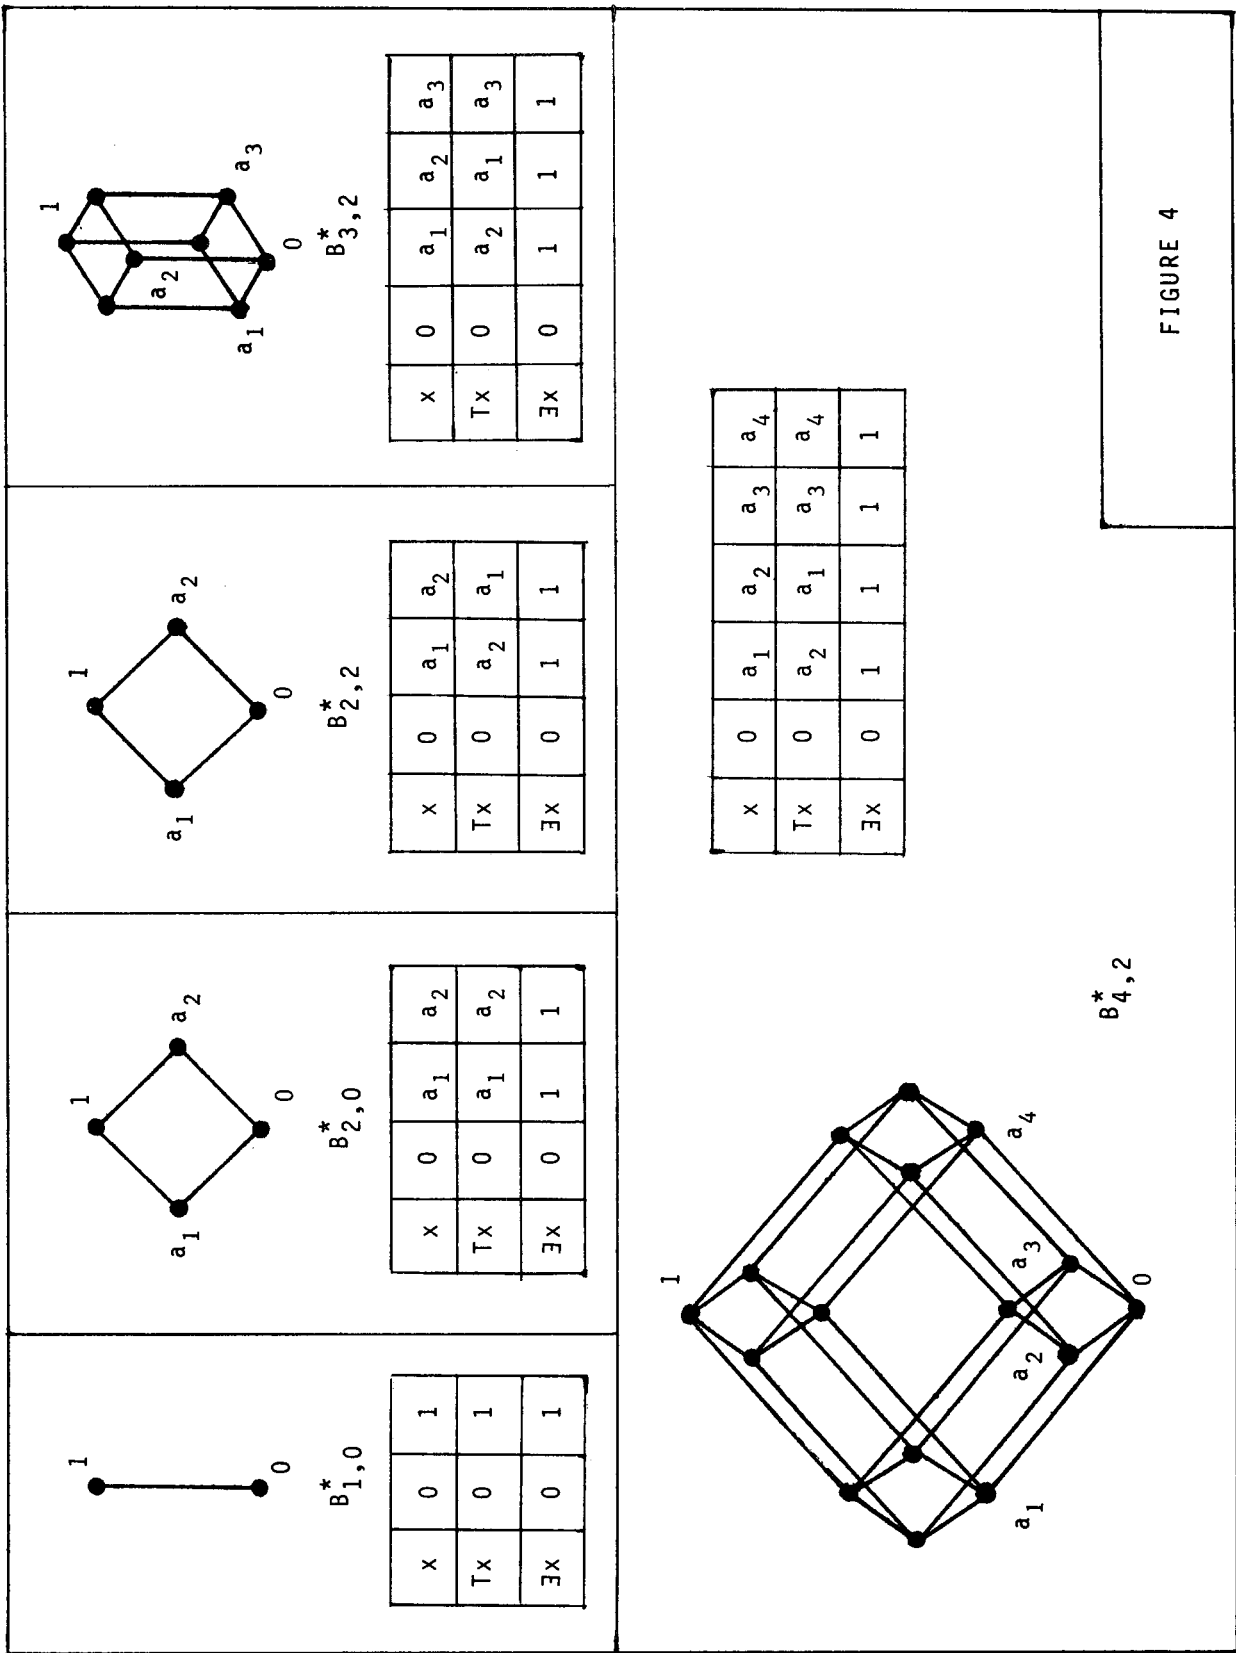 1
0
B*1,0
x 0 1
Tx 0 1
∃x 0 1
1
a1 a2
0
B*2,0
x 0 a1 a2
Tx 0 a1 a2
∃x 0 1 1
1
a1 a2
0
B*2,2
x 0 a1 a2
Tx 0 a2 a1
∃x 0 1 1
1
a2
a1 a3
0
B*3,2
x 0 a1 a2 a3
Tx 0 a2 a1 a3
∃x 0 1 1 1
1
a1 a2 a3 a4
0
B*4,2
x 0 a1 a2 a3 a4
Tx 0 a2 a1 a3 a4
∃x 0 1 1 1 1
FIGURE 4